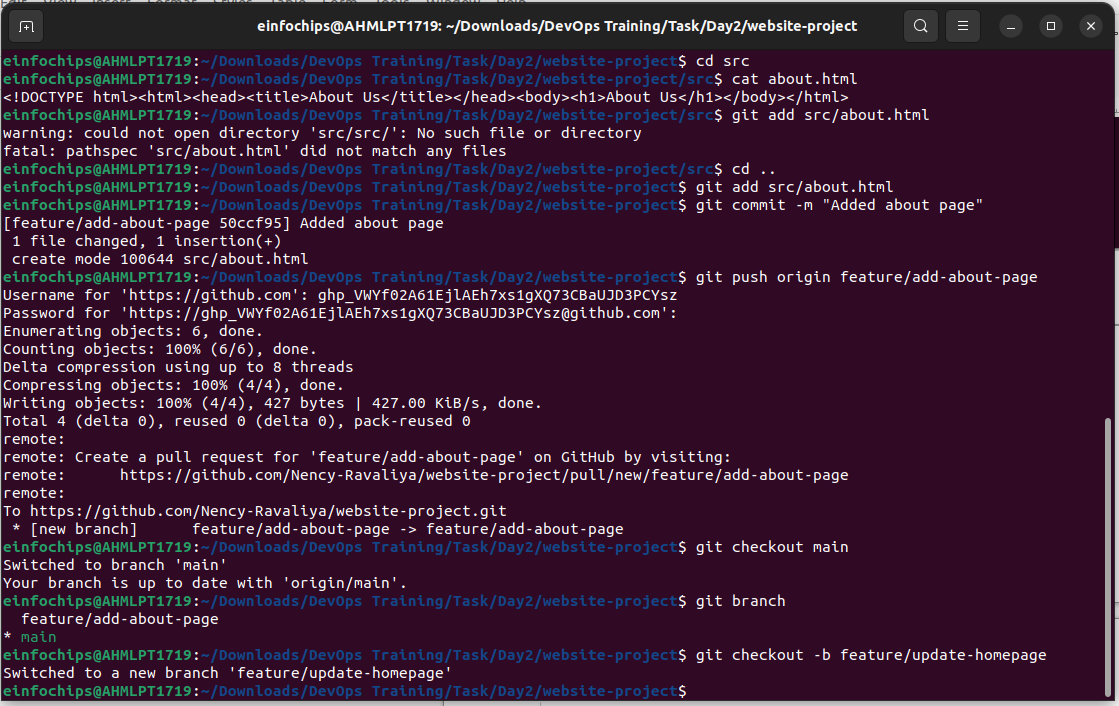 einfochips@AHMLPT1719: ~/Downloads/DevOps Training/Task/Day2/website-project
einfochips@AHMLPT1719:~/Downloads/DevOps Training/Task/Day2/website-project$ cd src
einfochips@AHMLPT1719:~/Downloads/DevOps Training/Task/Day2/website-project/src$ cat about.html
<!DOCTYPE html><html><head><title>About Us</title></head><body><h1>About Us</h1></body></html>
einfochips@AHMLPT1719:~/Downloads/DevOps Training/Task/Day2/website-project/src$ git add src/about.html
warning: could not open directory 'src/src/': No such file or directory
fatal: pathspec 'src/about.html' did not match any files
einfochips@AHMLPT1719:~/Downloads/DevOps Training/Task/Day2/website-project/src$ cd ..
einfochips@AHMLPT1719:~/Downloads/DevOps Training/Task/Day2/website-project$ git add src/about.html
einfochips@AHMLPT1719:~/Downloads/DevOps Training/Task/Day2/website-project$ git commit -m "Added about page"
[feature/add-about-page 50ccf95] Added about page
 1 file changed, 1 insertion(+)
 create mode 100644 src/about.html
einfochips@AHMLPT1719:~/Downloads/DevOps Training/Task/Day2/website-project$ git push origin feature/add-about-page
Username for 'https://github.com': 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
Password for 'https://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@github.com':
Enumerating objects: 6, done.
Counting objects: 100% (6/6), done.
Delta compression using up to 8 threads
Compressing objects: 100% (4/4), done.
Writing objects: 100% (4/4), 427 bytes | 427.00 KiB/s, done.
Total 4 (delta 0), reused 0 (delta 0), pack-reused 0
remote:
remote: Create a pull request for 'feature/add-about-page' on GitHub by visiting:
remote:      https://github.com/Nency-Ravaliya/website-project/pull/new/feature/add-about-page
remote:
To https://github.com/Nency-Ravaliya/website-project.git
 * [new branch]      feature/add-about-page -> feature/add-about-page
einfochips@AHMLPT1719:~/Downloads/DevOps Training/Task/Day2/website-project$ git checkout main
Switched to branch 'main'
Your branch is up to date with 'origin/main'.
einfochips@AHMLPT1719:~/Downloads/DevOps Training/Task/Day2/website-project$ git branch
  feature/add-about-page
* main
einfochips@AHMLPT1719:~/Downloads/DevOps Training/Task/Day2/website-project$ git checkout -b feature/update-homepage
Switched to a new branch 'feature/update-homepage'
einfochips@AHMLPT1719:~/Downloads/DevOps Training/Task/Day2/website-project$